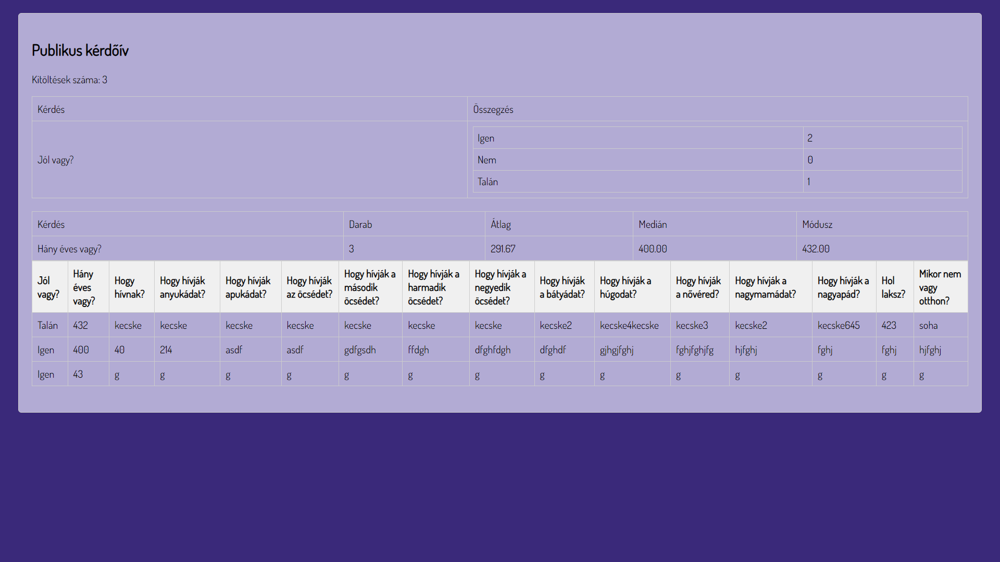 Publikus kérdőív
Kitöltések száma: 3
Kérdés Összegzés
Jól vagy?
Igen 2
Nem 0
Talán 1
Kérdés Darab Átlag Medián Módusz
Hány éves vagy? 3 291.67 400.00 432.00
Jól vagy? Hány éves vagy? Hogy hívnak? Hogy hívják anyukádat? Hogy hívják apukádat? Hogy hívják az öcsédet? Hogy hívják a második öcsédet? Hogy hívják a harmadik öcsédet? Hogy hívják a negyedik öcsédet? Hogy hívják a bátyádat? Hogy hívják a húgodat? Hogy hívják a nővéred? Hogy hívják a nagymamádat? Hogy hívják a nagyapád? Hol laksz? Mikor nem vagy otthon?
Talán 432 kecske kecske kecske kecske kecske kecske kecske kecske2 kecske4kecske kecske3 kecske2 kecske645 423 soha
Igen 400 40 214 asdf asdf gdfgsdh ffdgh dfghfdgh dfghdf gjhgjfghj fghjfghjfg hjfghj fghj fghj hjfghj
Igen 43 g g g g g g g g g g g g g g